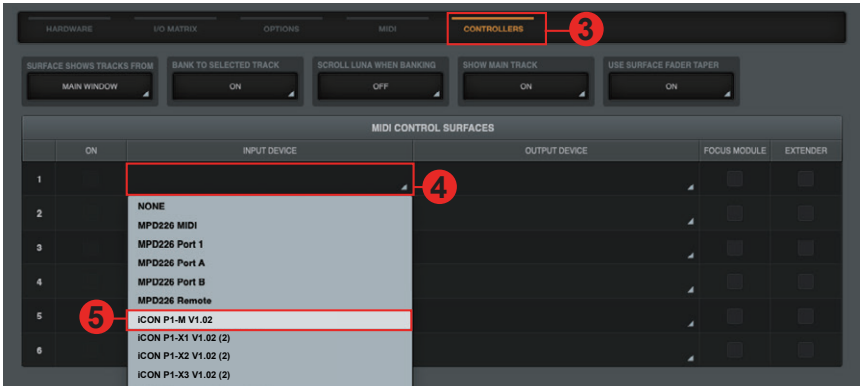 HARDWARE I/O MATRIX OPTIONS MIDI CONTROLLERS 3
SURFACE SHOWS TRACKS FROM BANK TO SELECTED TRACK SCROLL LUNA WHEN BANKING SHOW MAIN TRACK USE SURFACE FADER TAPER
MAIN WINDOW ON OFF ON ON
MIDI CONTROL SURFACES
ON INPUT DEVICE OUTPUT DEVICE FOCUS MODULE EXTENDER
1 4
NONE
2
MPD226 MIDI
MPD226 Port 1
3
MPD226 Port A
MPD226 Port B
4
MPD226 Remote
5 5 iCON P1-M V1.02
iCON P1-X1 V1.02 (2)
6 iCON P1-X2 V1.02 (2)
iCON P1-X3 V1.02 (2)